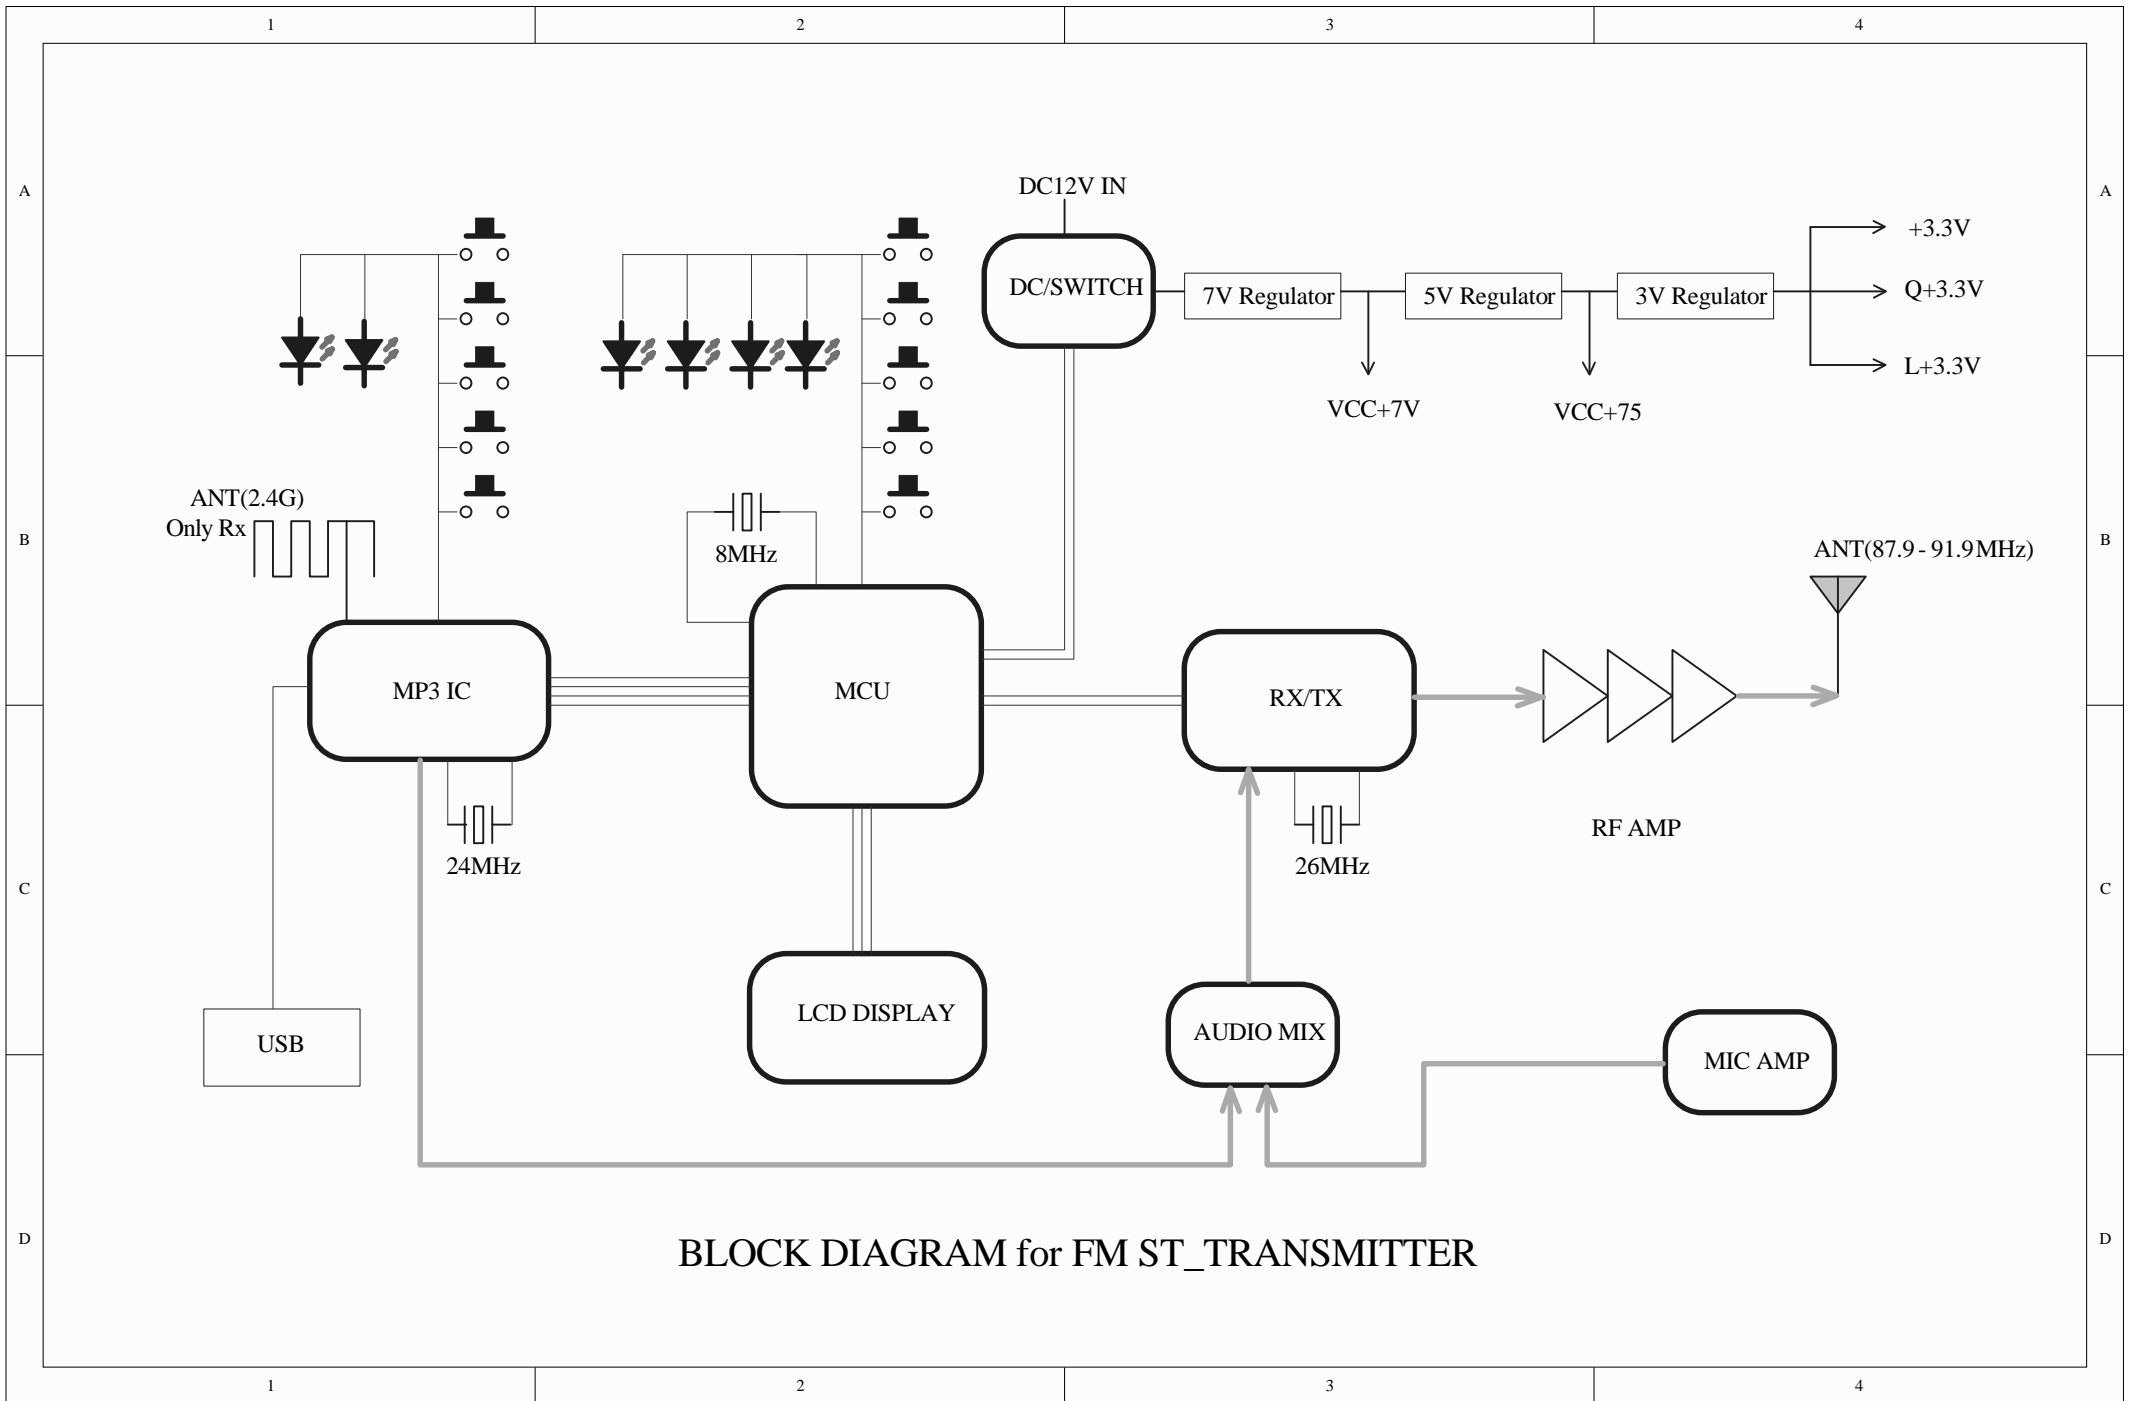 1 2 3 4
A A
DC12V IN
+3.3V
DC/SWITCH 7V Regulator 5V Regulator 3V Regulator Q+3.3V
L+3.3V
VCC+7V VCC+75
ANT(2.4G)
Only Rx
B B
8MHz
ANT(87.9 - 91.9MHz)
MP3 IC MCU RX/TX
RF AMP
24MHz 26MHz
C C
LCD DISPLAY
AUDIO MIX
USB
MIC AMP
D D
BLOCK DIAGRAM for FM ST_TRANSMITTER
1 2 3 4